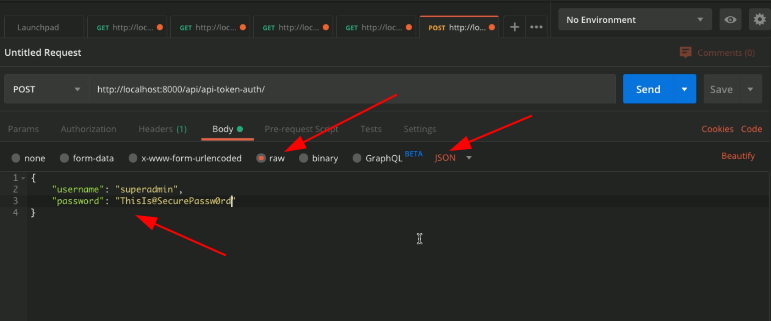 Launchpad GET http://loc... GET http://loc... GET http://loc... GET http://loc... POST http://lo... + ••• No Environment
Untitled Request Comments (0)
POST http://localhost:8000/api/api-token-auth/ Send Save
Params Authorization Headers (1) Body Pre-request Script Tests Settings Cookies Code
none form-data x-www-form-urlencoded raw binary GraphQL BETA JSON Beautify
1 {
2 "username": "superadmin",
3 "password": "ThisIs@SecurePassw0rd"
4 }